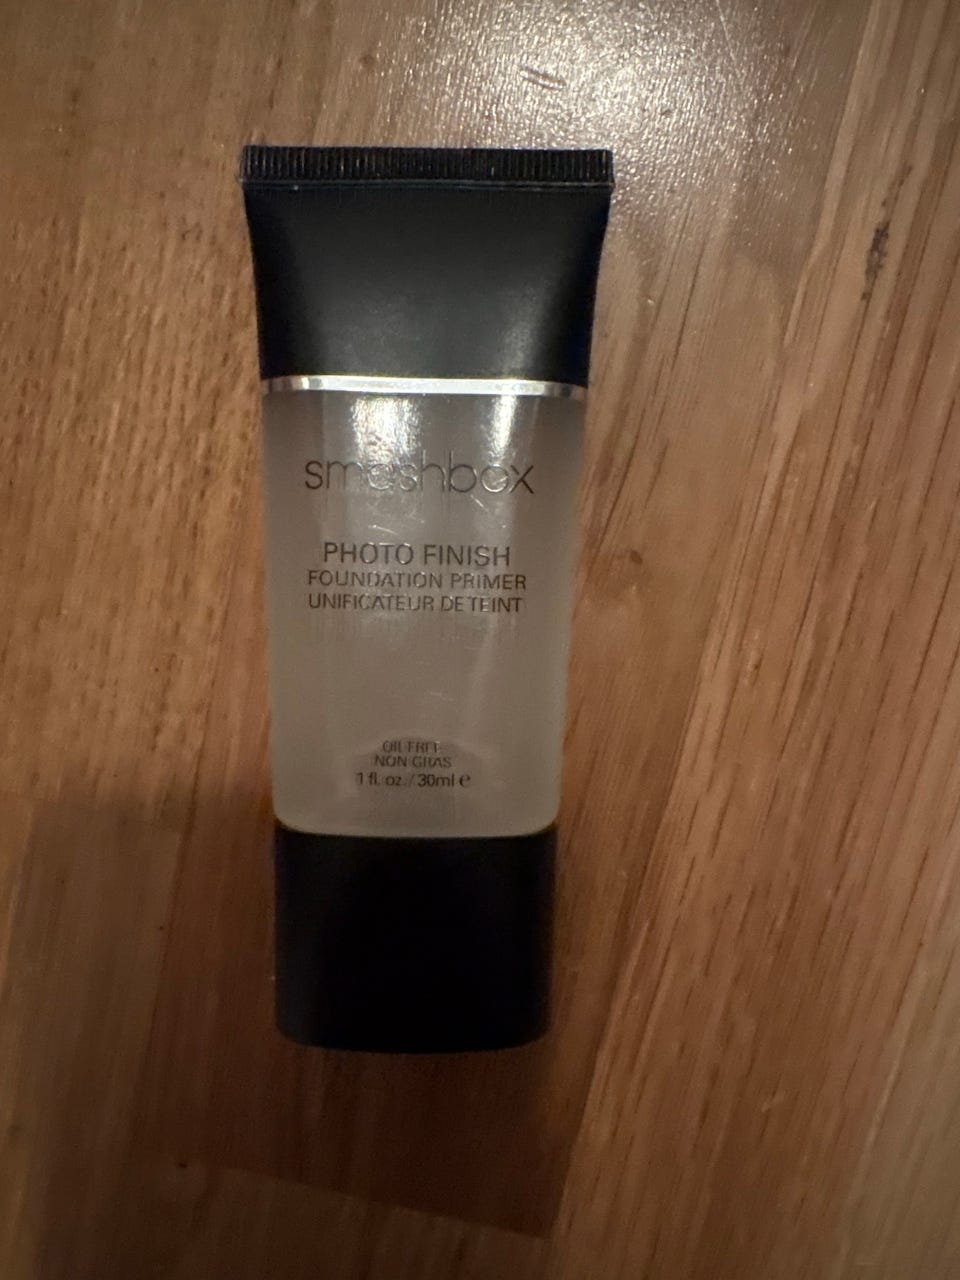 smashbox
PHOTO FINISH
FOUNDATION PRIMER
UNIFICATEUR DE TEINT
OIL FREE
NON GRAS
1 fl. oz. / 30ml ℮